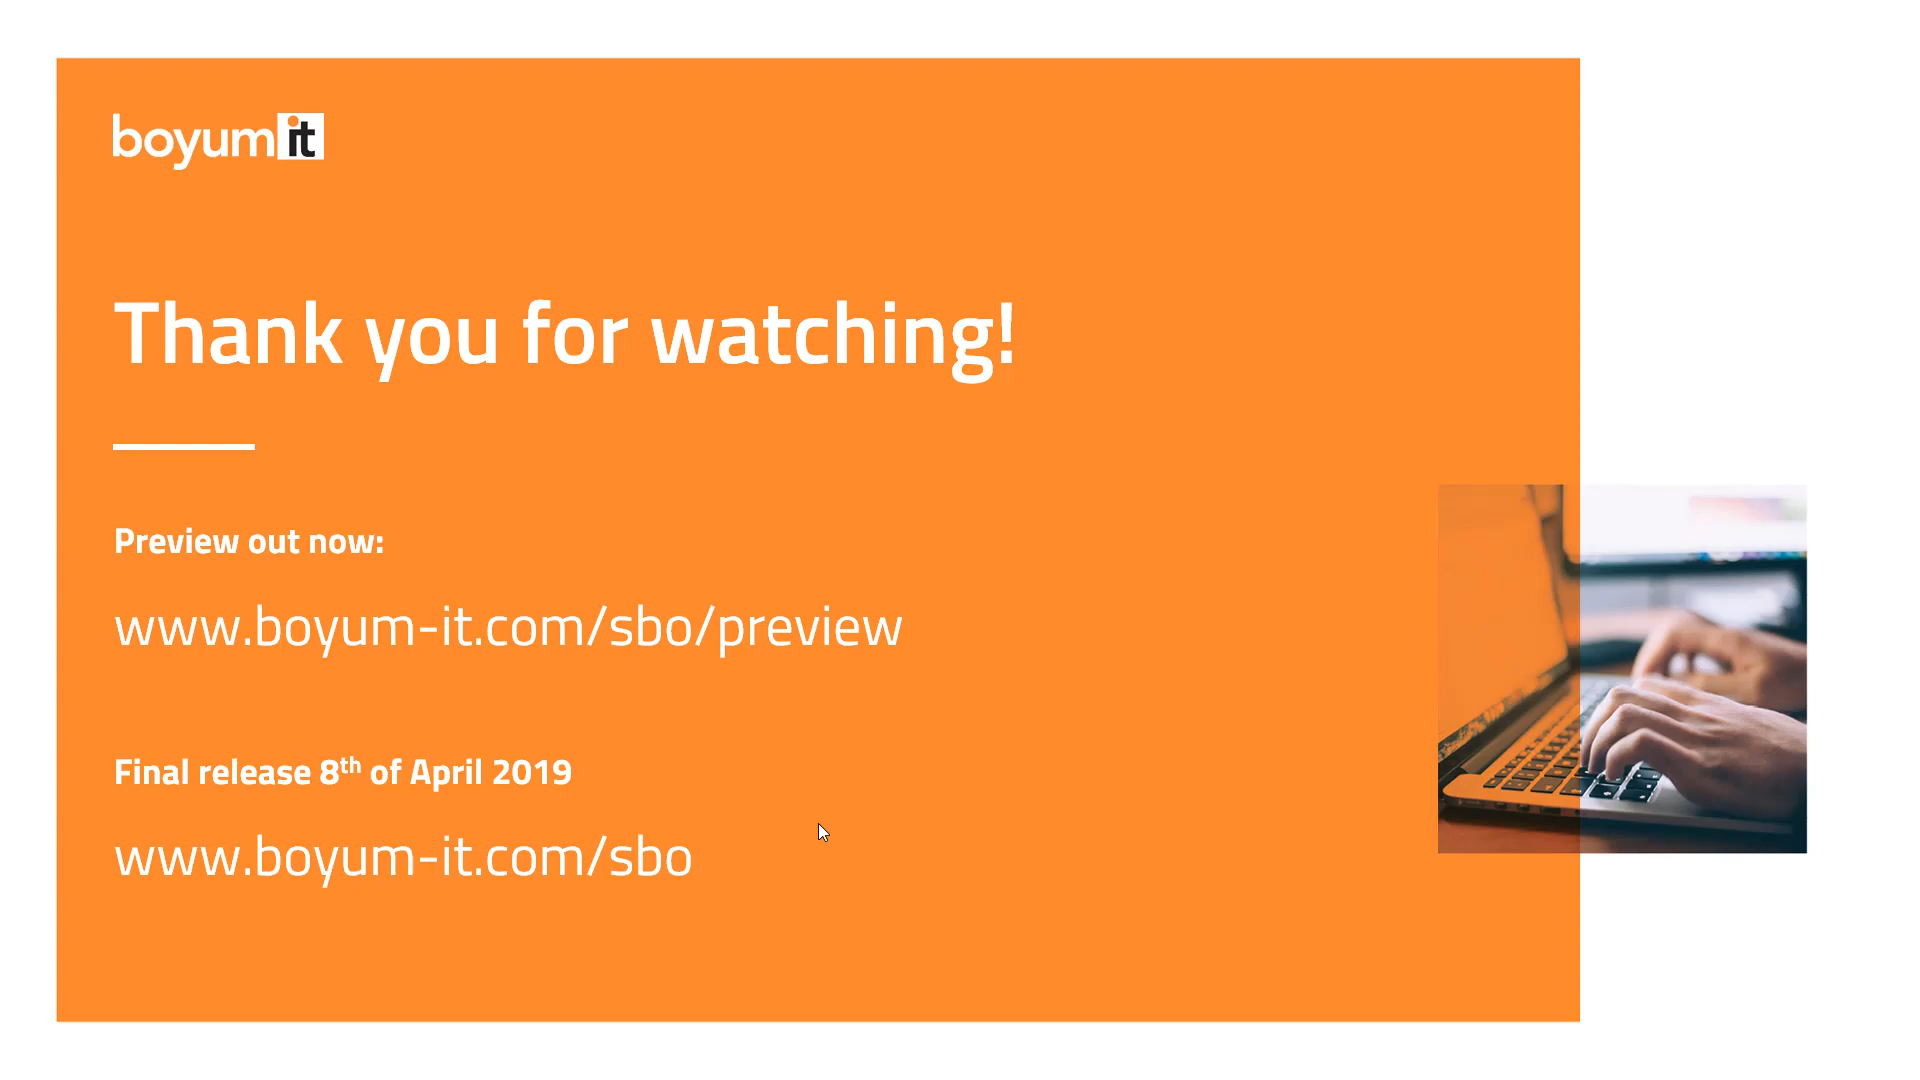 boyum it
Thank you for watching!
Preview out now:
www.boyum-it.com/sbo/preview
Final release 8th of April 2019
www.boyum-it.com/sbo